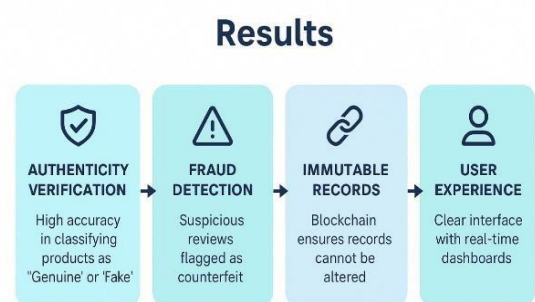 Results
AUTHENTICITY
VERIFICATION
High accuracy
in classifying
products as
"Genuine' or 'Fake'
FRAUD
DETECTION
Suspicious
reviews
flagged as
counterfeit
IMMUTABLE
RECORDS
Blockchain
ensures records
cannot be
altered
USER
EXPERIENCE
Clear interface
with real-time
dashboards